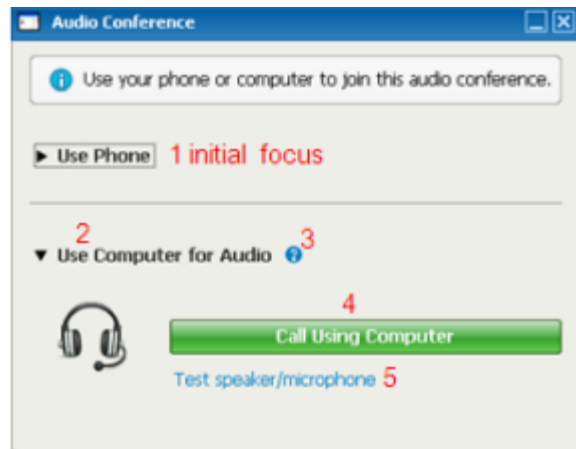 Audio Conference
Use your phone or computer to join this audio conference.
Use Phone 1 initial focus
2 3
Use Computer for Audio
4
Call Using Computer
Test speaker/microphone 5